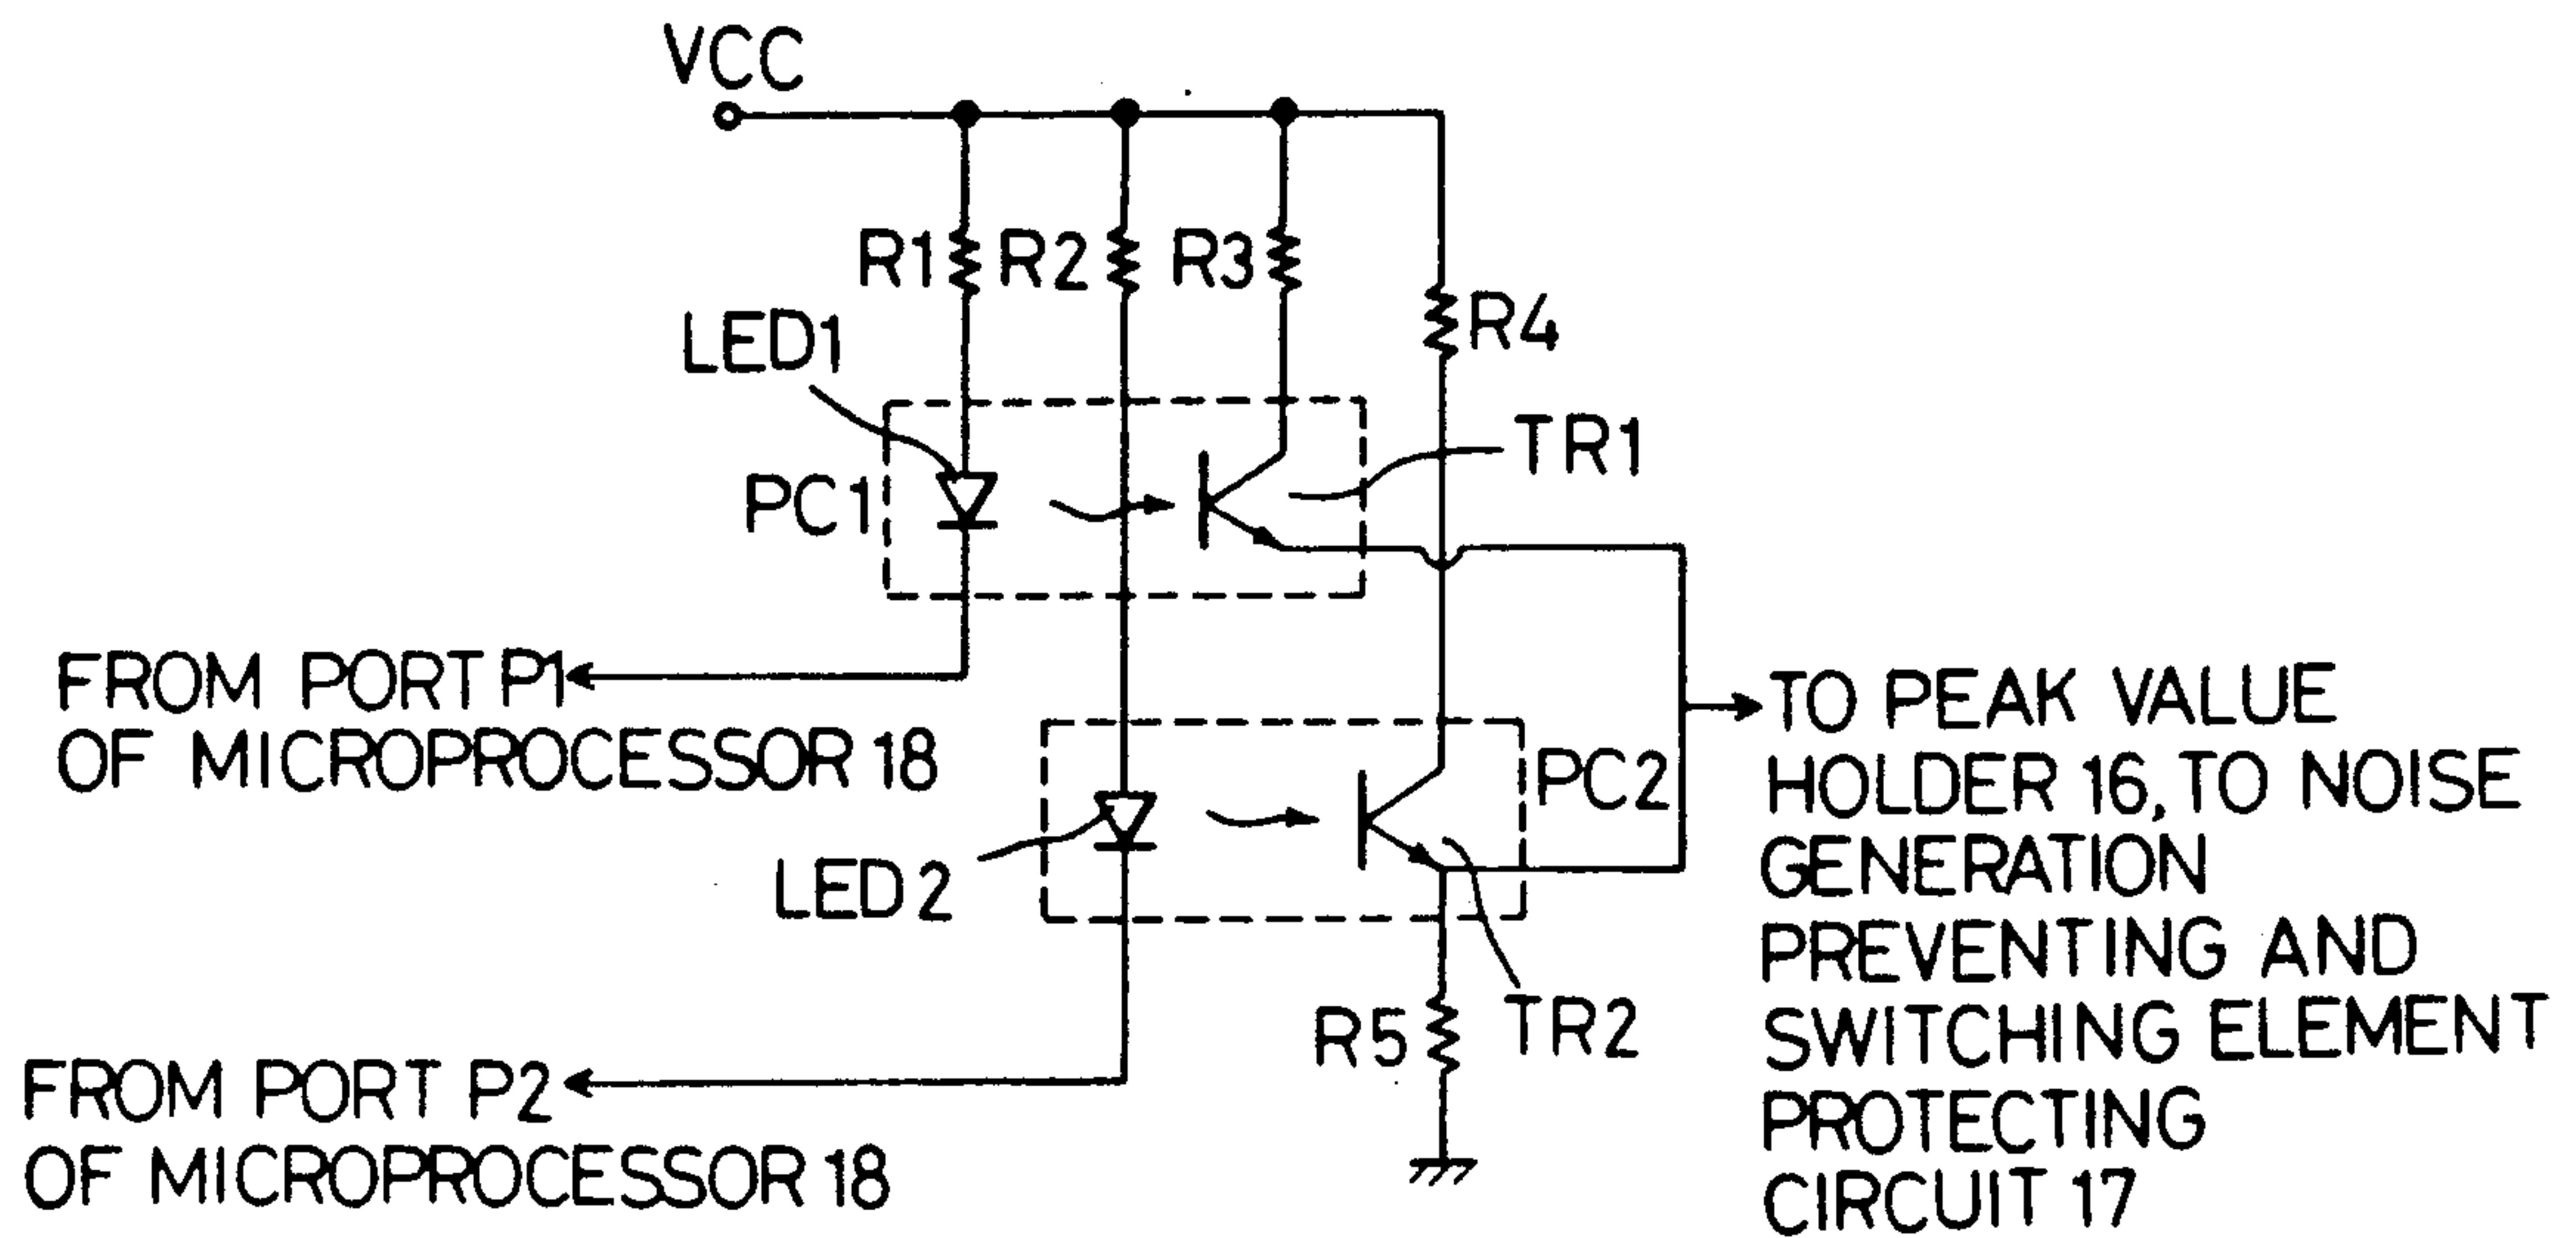 VCC
R1
R2
R3
R4
LED1
TR1
PC1
FROM PORT P1
OF MICROPROCESSOR 18
PC2
LED2
TO PEAK VALUE
HOLDER 16, TO NOISE
GENERATION
PREVENTING AND
SWITCHING ELEMENT
PROTECTING
CIRCUIT 17
R5
TR2
FROM PORT P2
OF MICROPROCESSOR 18